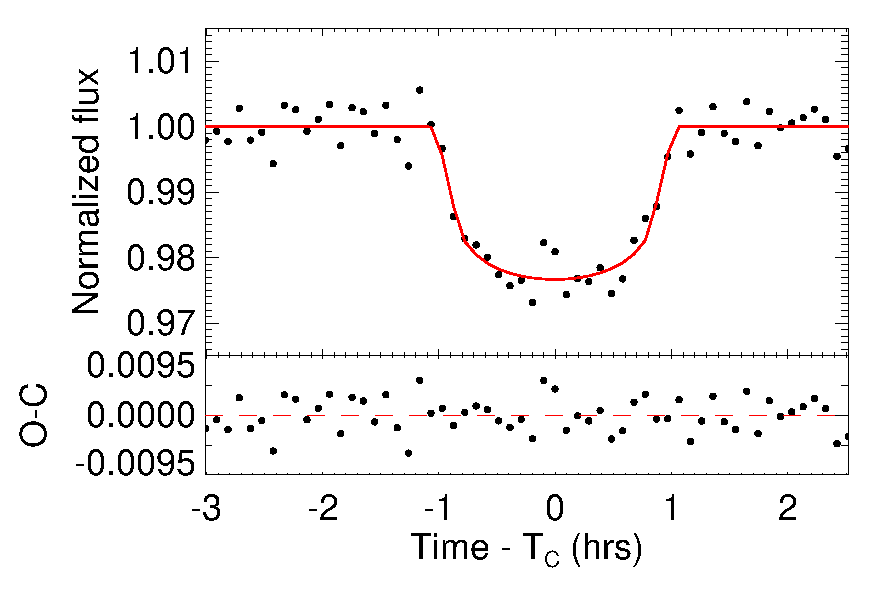 Normalized flux
1.01
1.00
0.99
0.98
0.97
O-C
0.0095
0.0000
-0.0095
-3 -2 -1 0 1 2
Time - T_C (hrs)